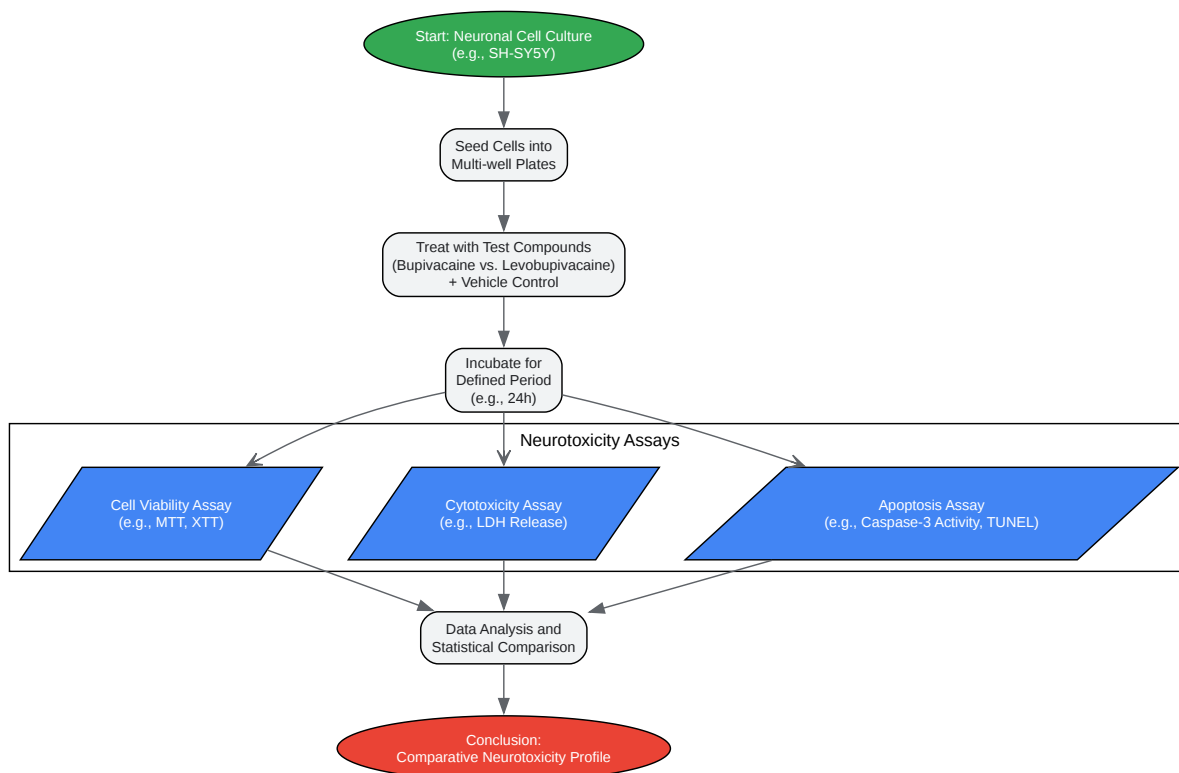 Start: Neuronal Cell Culture
(e.g., SH-SY5Y)
Seed Cells into
Multi-well Plates
Treat with Test Compounds
(Bupivacaine vs. Levobupivacaine)
+ Vehicle Control
Incubate for
Defined Period
(e.g., 24h)
Neurotoxicity Assays
Cell Viability Assay
(e.g., MTT, XTT)
Cytotoxicity Assay
(e.g., LDH Release)
Apoptosis Assay
(e.g., Caspase-3 Activity, TUNEL)
Data Analysis and
Statistical Comparison
Conclusion:
Comparative Neurotoxicity Profile